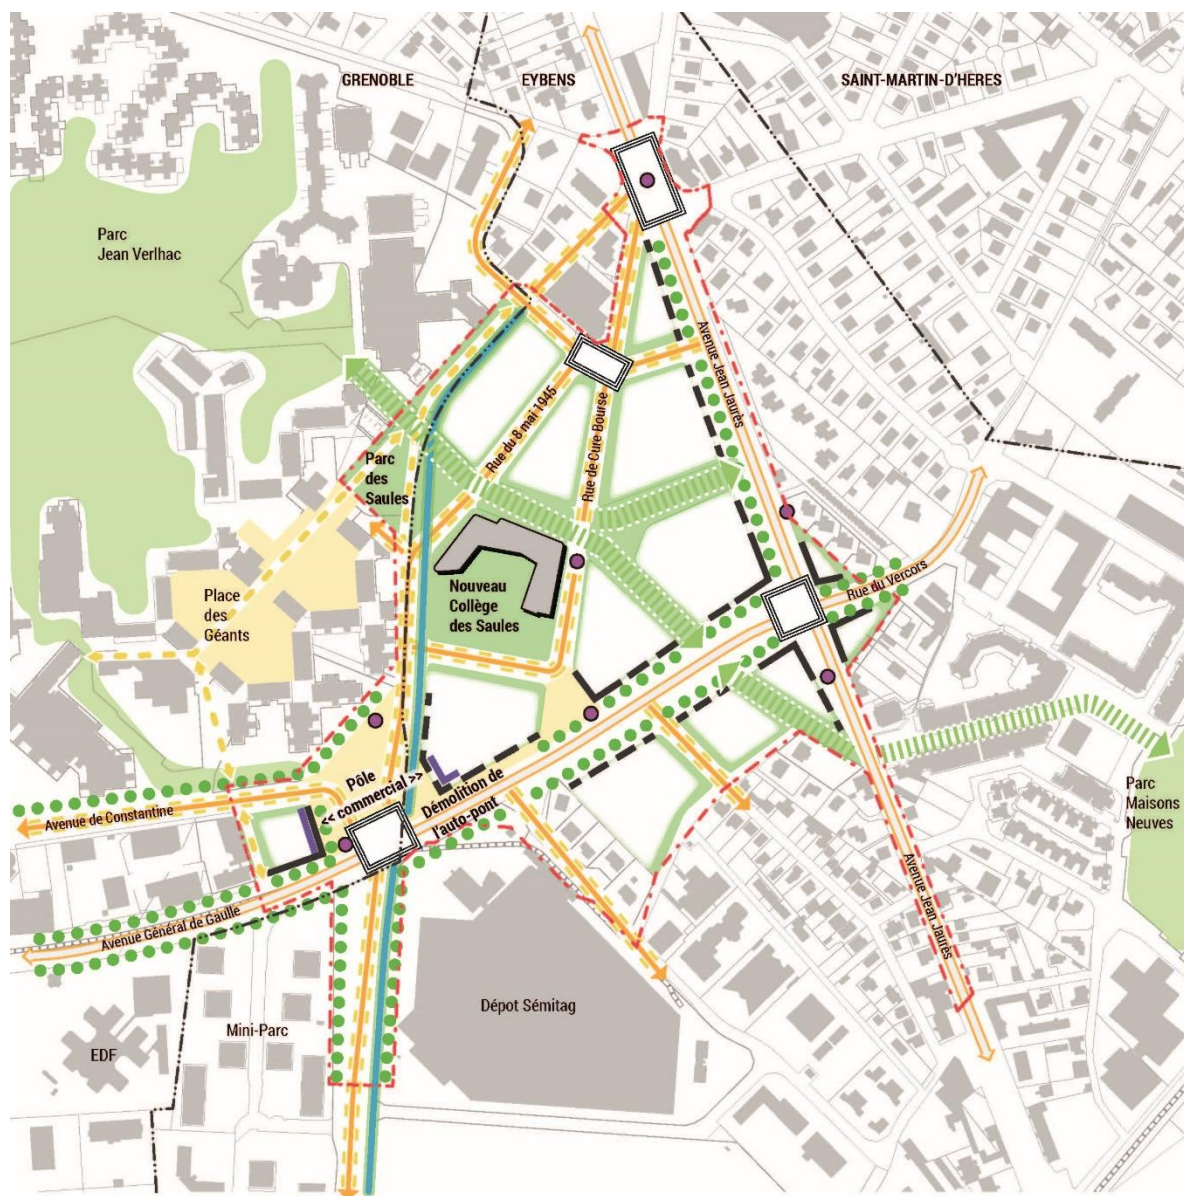 GRENOBLE
EYBENS
SAINT-MARTIN-D'HERES
Parc
Jean Verlhac
Avenue Jean Jaurès
Rue du 8 mai 1945
Rue de Cure Bourse
Parc
des
Saules
Nouveau
Collège
des Saules
Place
des
Géants
Rue du Vercors
Pôle
<< commercial >>
Démolition de
l'auto-pont
Avenue de Constantine
Parc
Maisons
Neuves
Avenue Général de Gaulle
Avenue Jean Jaurès
Dépot Sémitag
Mini-Parc
EDF